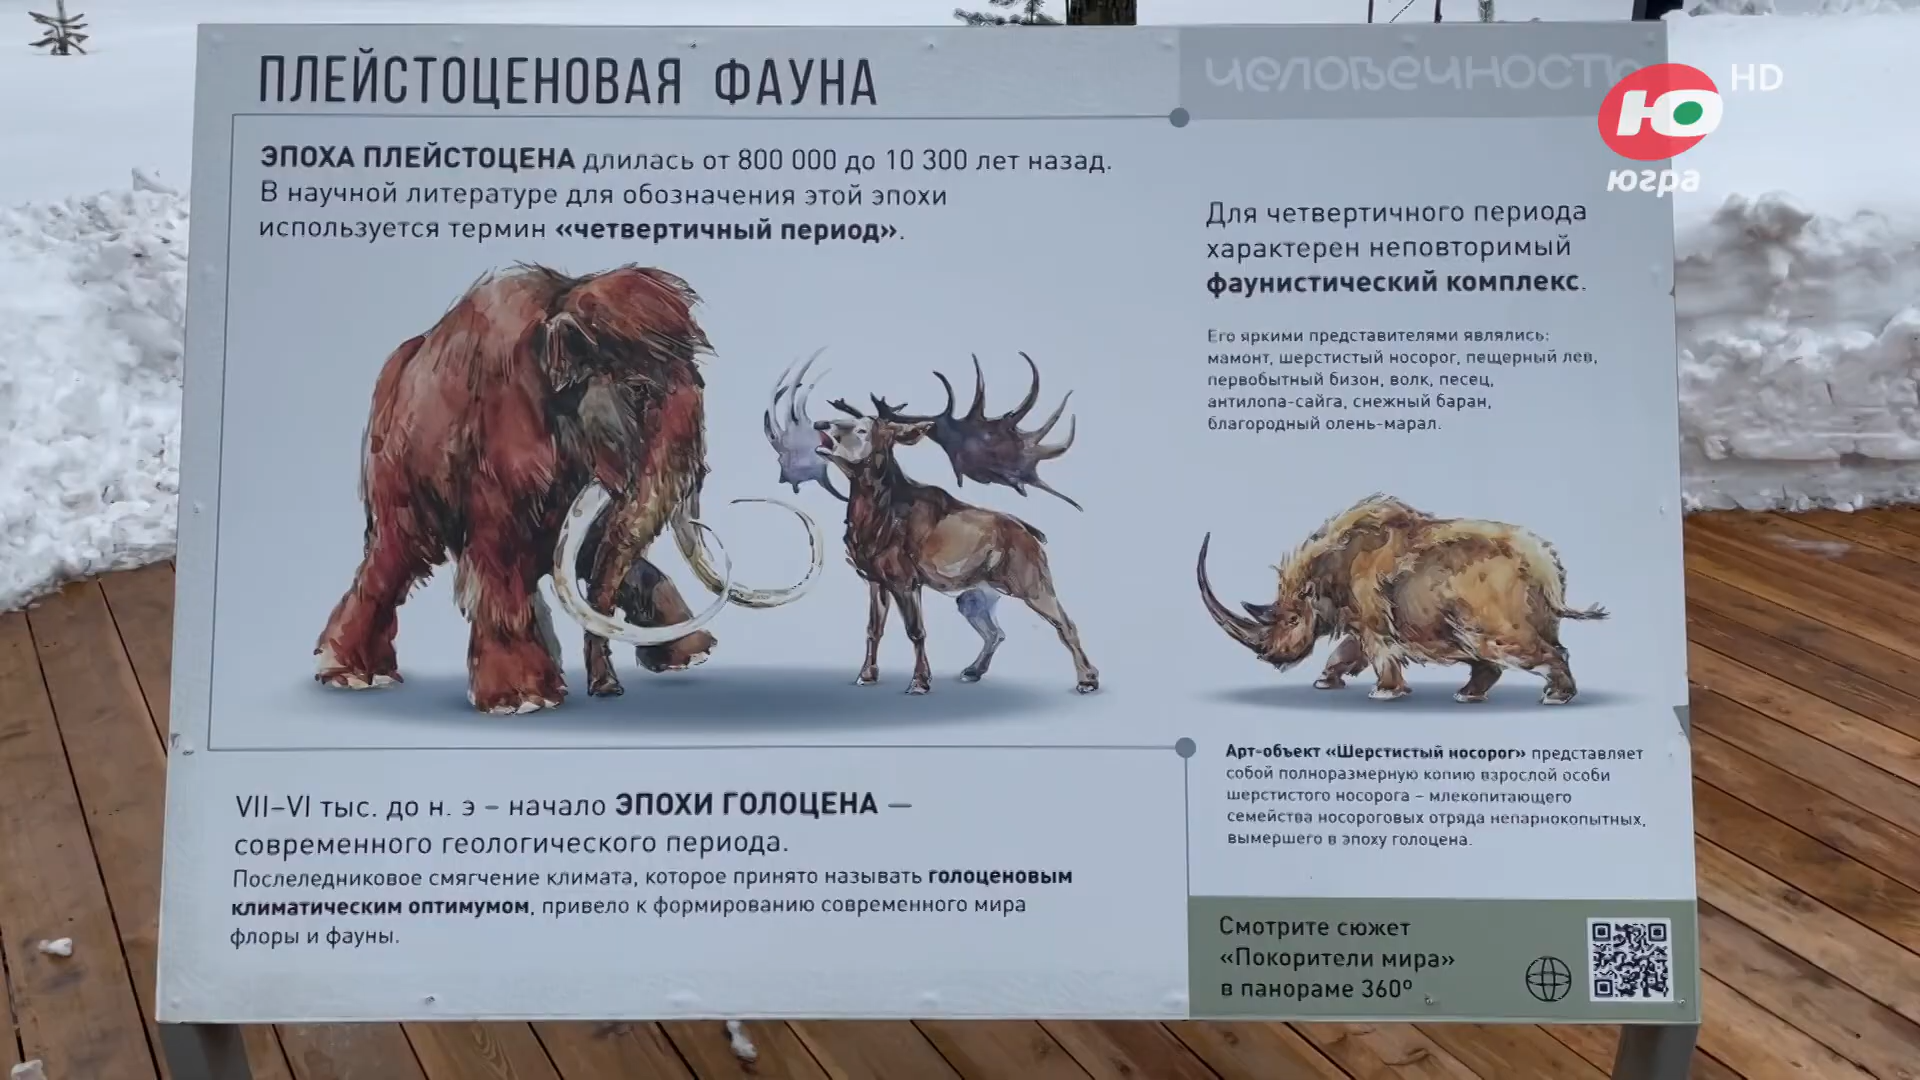 ПЛЕЙСТОЦЕНОВАЯ ФАУНА
человечность
HD
Ю
югра
ЭПОХА ПЛЕЙСТОЦЕНА длилась от 800 000 до 10 300 лет назад.
В научной литературе для обозначения этой эпохи
используется термин «четвертичный период».
Для четвертичного периода
характерен неповторимый
фаунистический комплекс.
Его яркими представителями являлись:
мамонт, шерстистый носорог, пещерный лев,
первобытный бизон, волк, песец,
антилопа-сайга, снежный баран,
благородный олень-марал.
VII–VI тыс. до н. э – начало ЭПОХИ ГОЛОЦЕНА —
современного геологического периода.
Послеледниковое смягчение климата, которое принято называть голоценовым
климатическим оптимумом, привело к формированию современного мира
флоры и фауны.
Арт-объект «Шерстистый носорог» представляет
собой полноразмерную копию взрослой особи
шерстистого носорога – млекопитающего
семейства носороговых отряда непарнокопытных,
вымершего в эпоху голоцена.
Смотрите сюжет
«Покорители мира»
в панораме 360°